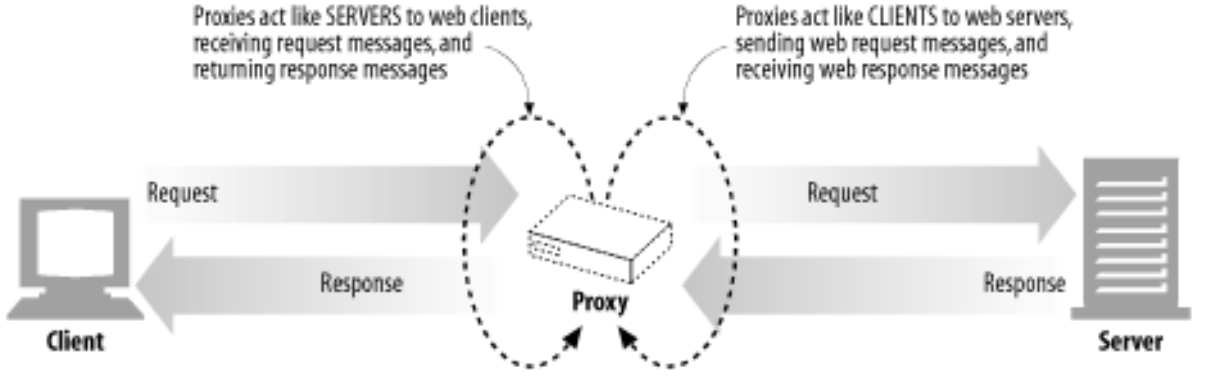 Proxies act like SERVERS to web clients,
receiving request messages, and
returning response messages
Proxies act like CLIENTS to web servers,
sending web request messages, and
receiving web response messages
Request
Request
Response
Response
Proxy
Client
Server